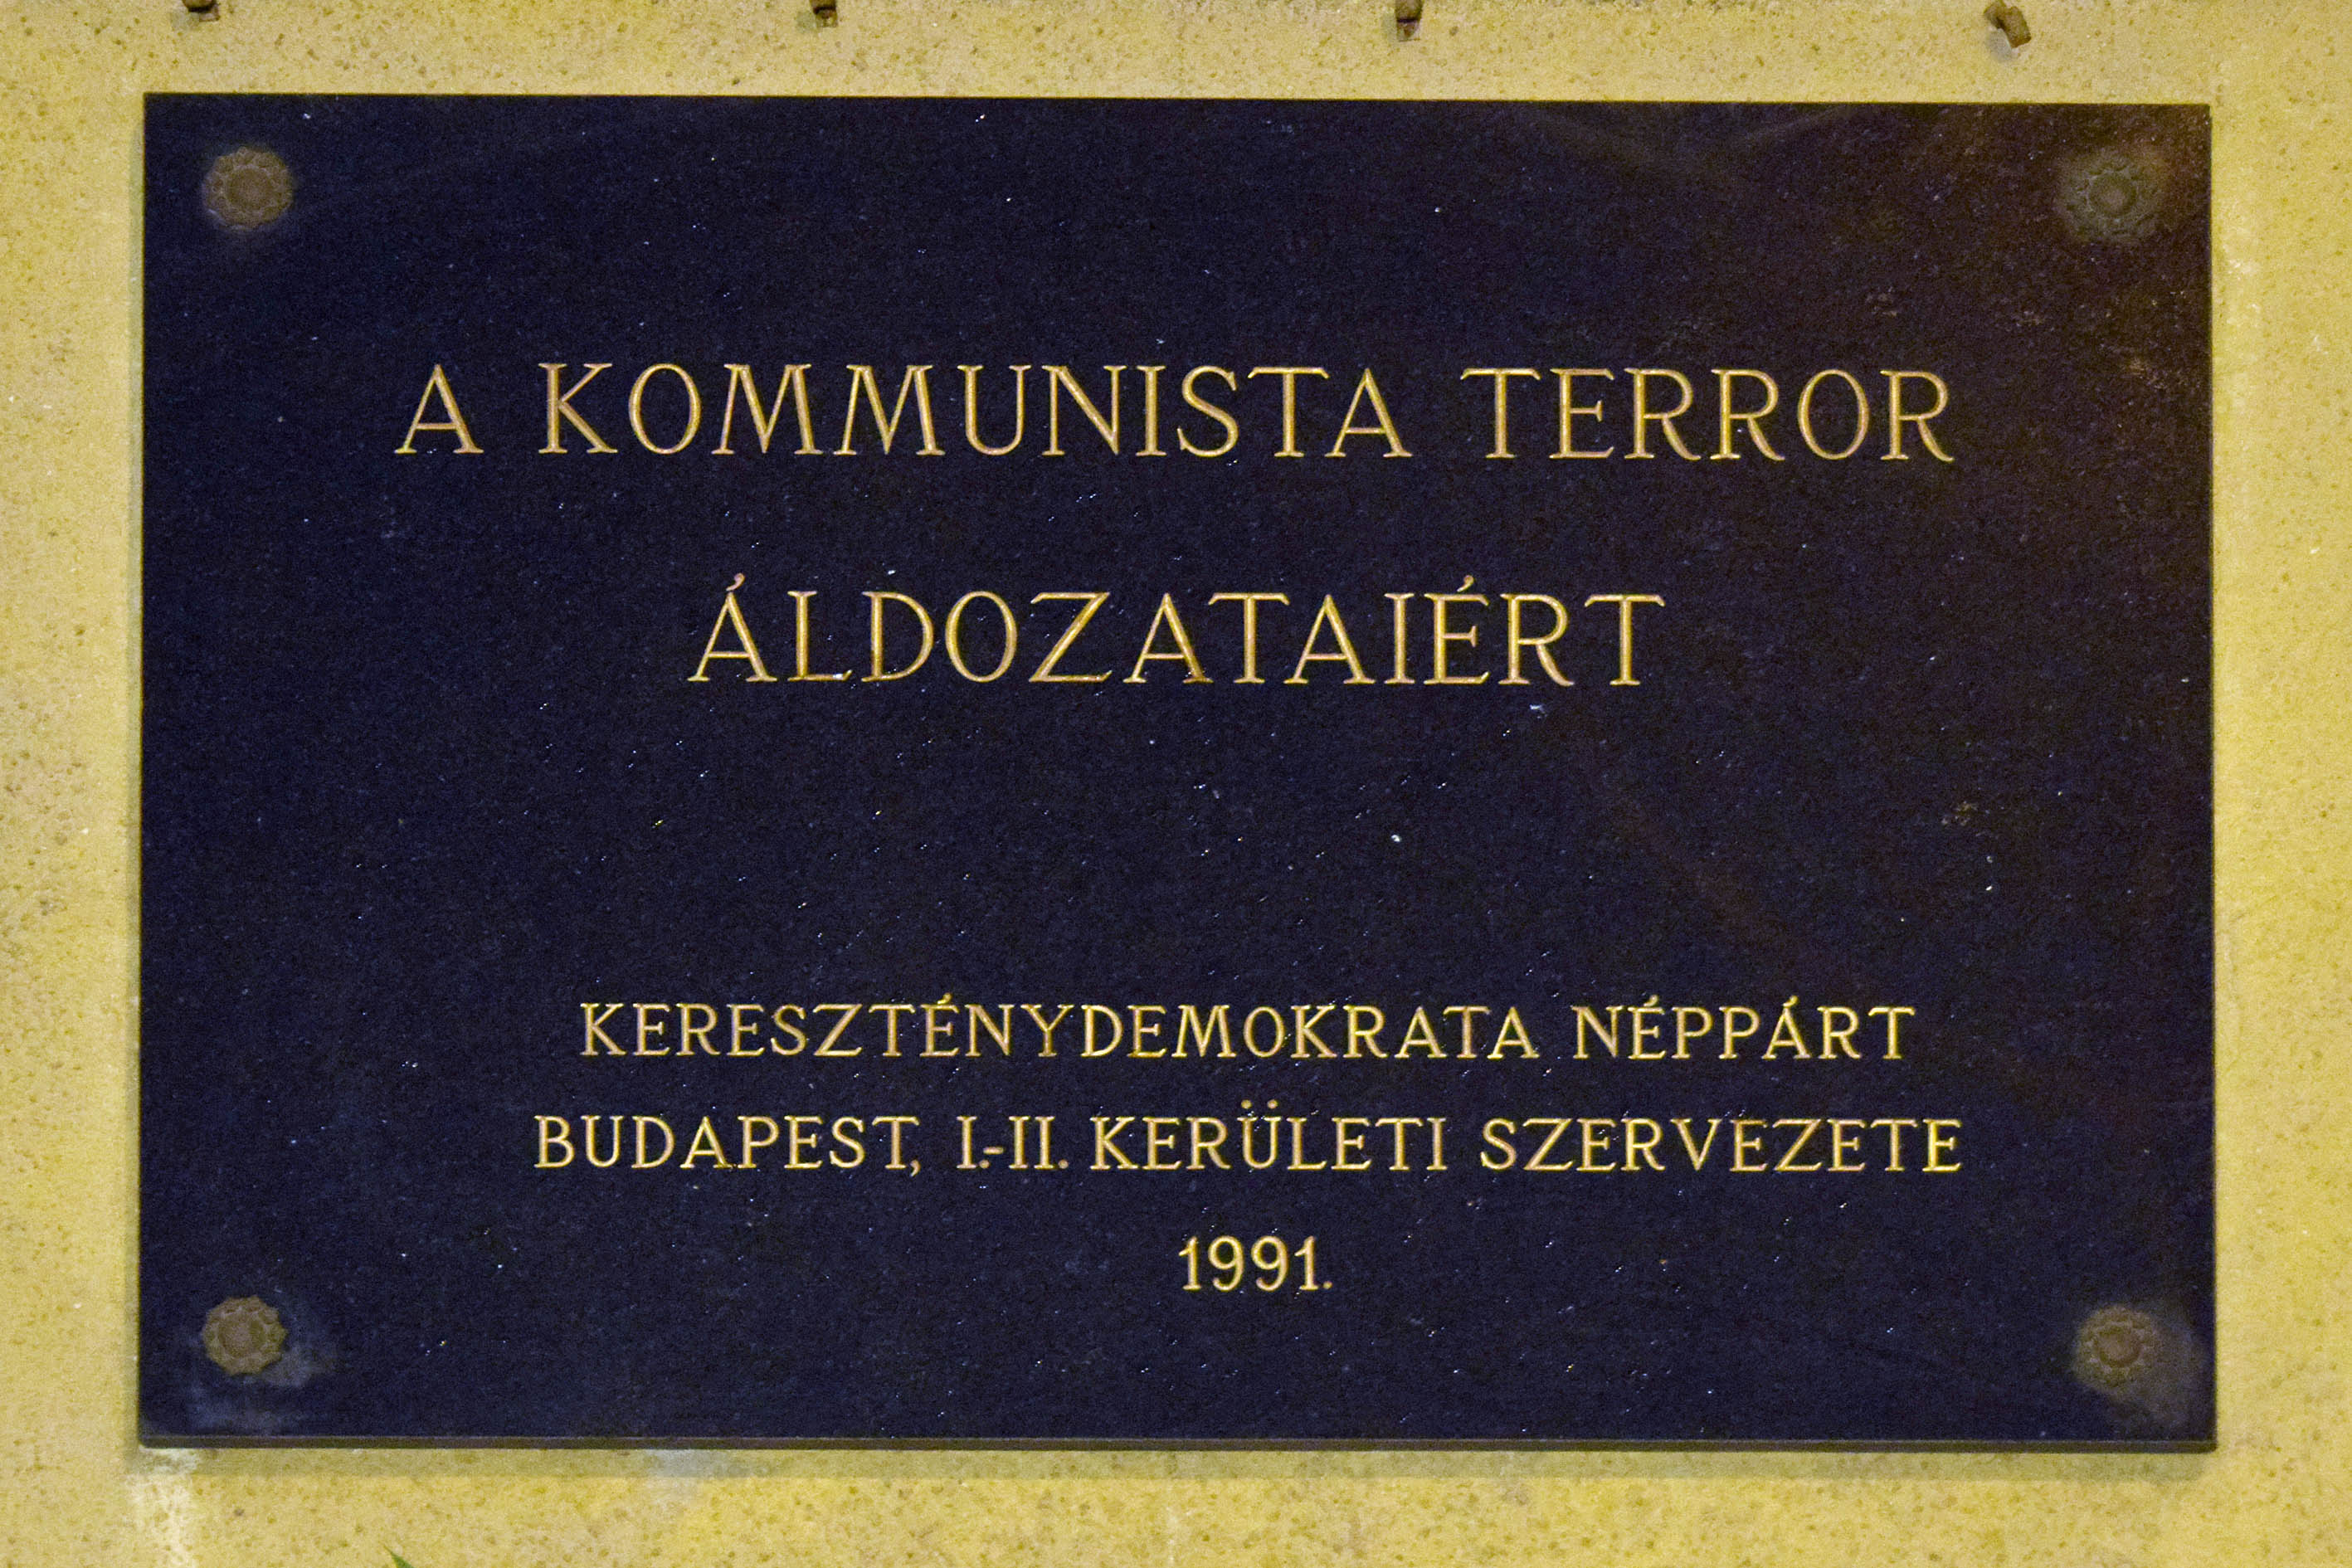 A KOMMUNISTA TERROR
ÁLDOZATAIÉRT
KERESZTÉNYDEMOKRATA NÉPPÁRT
BUDAPEST, I.-II. KERÜLETI SZERVEZETE
1991.